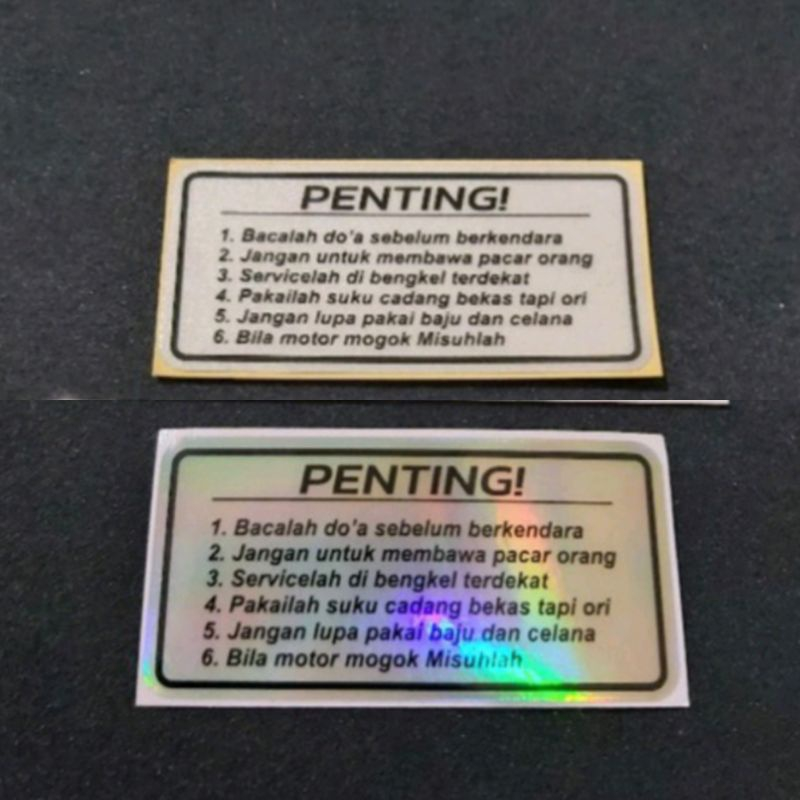 PENTING!
1. Bacalah do'a sebelum berkendara
2. Jangan untuk membawa pacar orang
3. Servicelah di bengkel terdekat
4. Pakailah suku cadang bekas tapi ori
5. Jangan lupa pakai baju dan celana
6. Bila motor mogok Misuhlah
PENTING!
1. Bacalah do'a sebelum berkendara
2. Jangan untuk membawa pacar orang
3. Servicelah di bengkel terdekat
4. Pakailah suku cadang bekas tapi ori
5. Jangan lupa pakai baju dan celana
6. Bila motor mogok Misuhlah